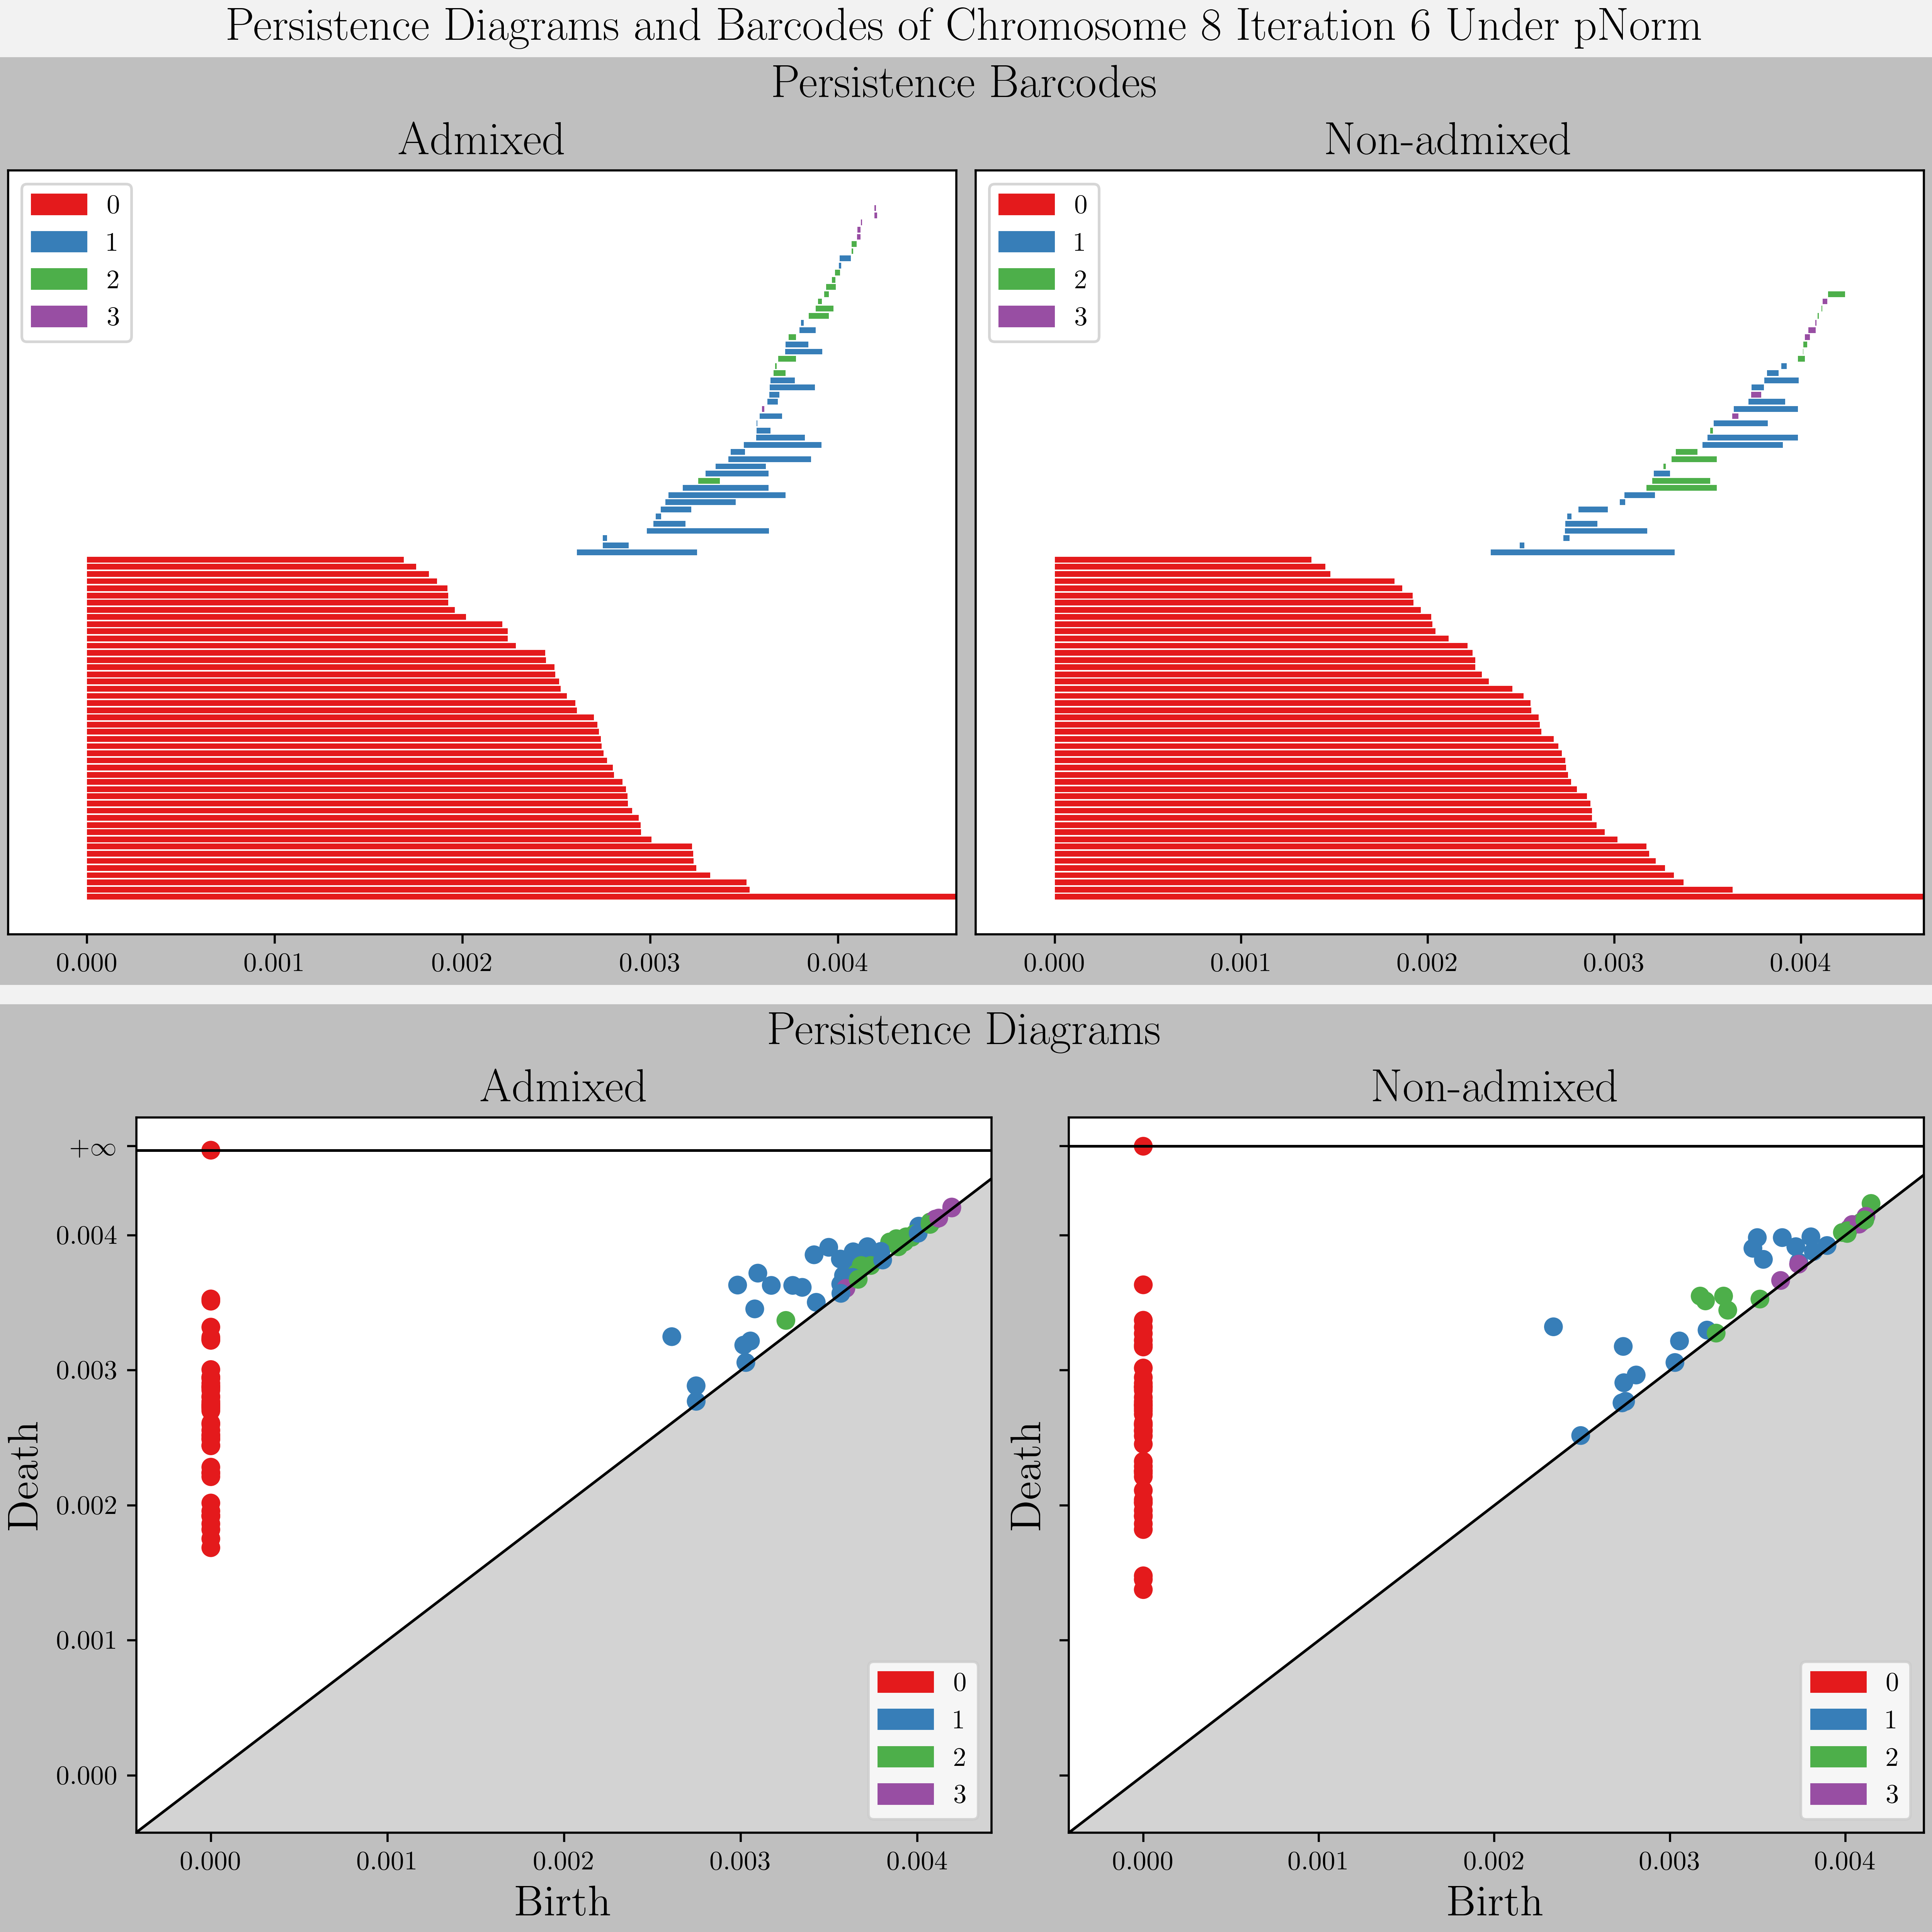 Persistence Diagrams and Barcodes of Chromosome 8 Iteration 6 Under pNorm
Persistence Barcodes
Admixed
Non-admixed
0
1
2
3
0
1
2
3
0.000 0.001 0.002 0.003 0.004
0.000 0.001 0.002 0.003 0.004
Persistence Diagrams
Admixed
Non-admixed
+∞
0.004
0.003
0.002
0.001
0.000
Death
0
1
2
3
0.000 0.001 0.002 0.003 0.004
Birth
Death
0
1
2
3
0.000 0.001 0.002 0.003 0.004
Birth